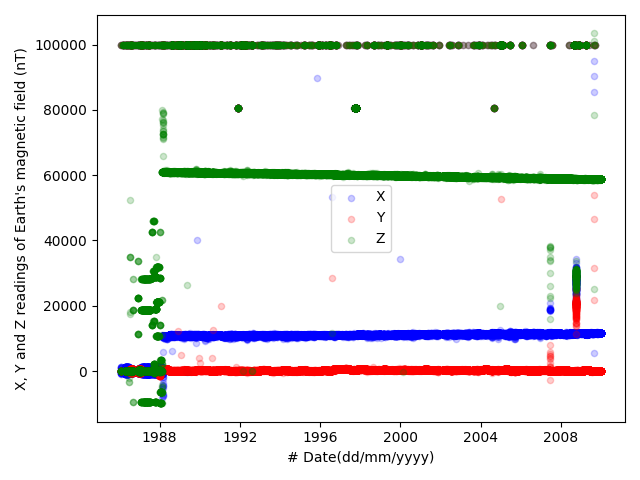 X, Y and Z readings of Earth's magnetic field (nT)
100000
80000
60000
40000
20000
0
X
Y
Z
1988 1992 1996 2000 2004 2008
# Date(dd/mm/yyyy)